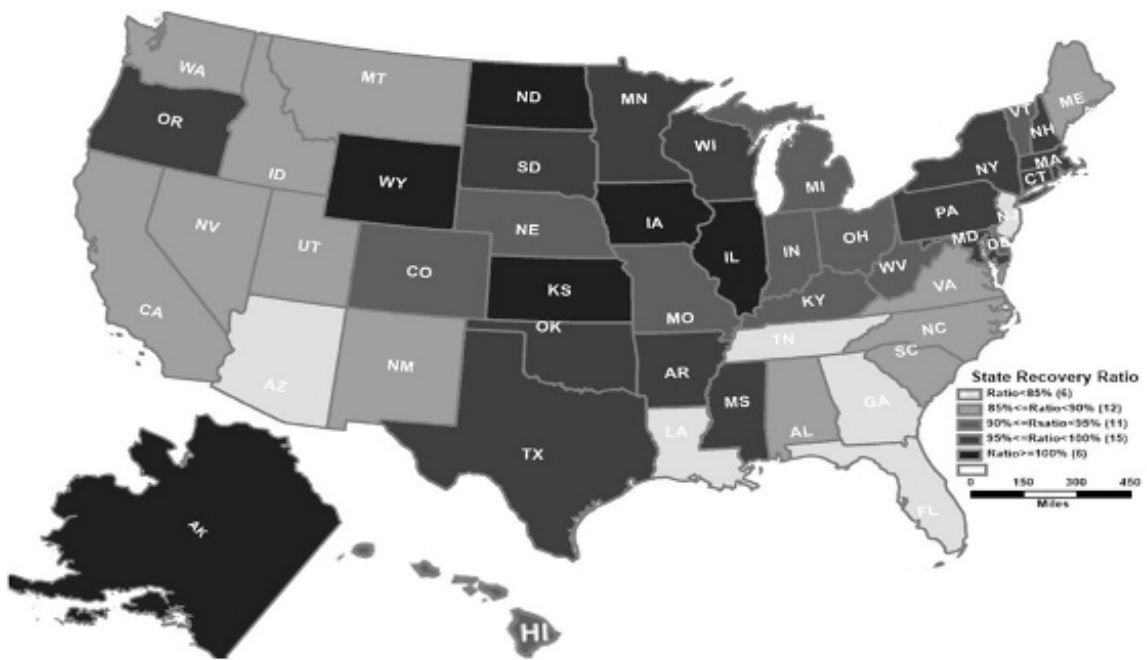 WA
MT
ND
MN
VT
ME
OR
ID
SD
WI
NH
WY
MI
NY
MA
CT
NV
UT
NE
IA
PA
NJ
CO
IL
IN
OH
MD
DE
CA
KS
MO
WV
VA
KY
OK
TN
NC
AZ
NM
AR
SC
MS
AL
GA
TX
LA
FL
AK
HI
State Recovery Ratio
Ratio<85% (6)
85%<=Ratio<90% (12)
90%<=Rsatio<95% (11)
95%<=Ratio<100% (15)
Ratio>=100% (6)
0 150 300 450
Miles